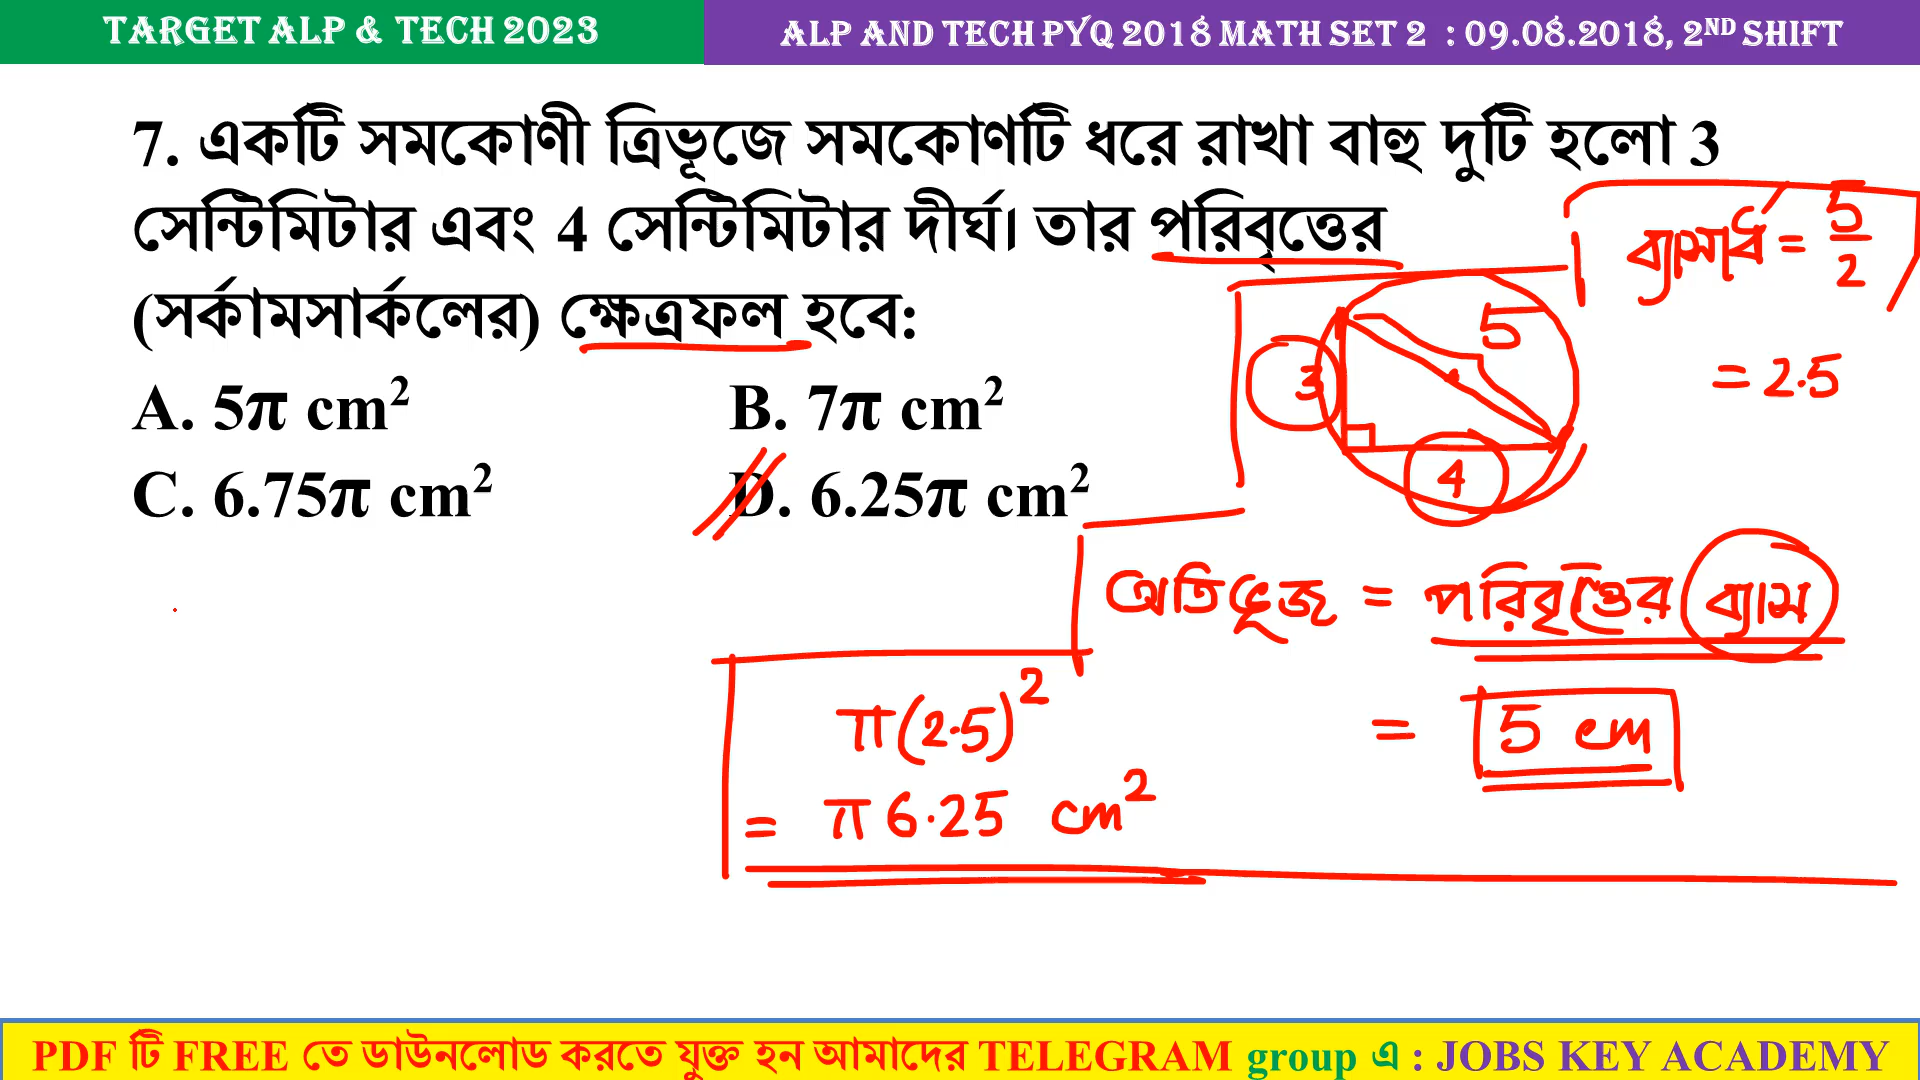 TARGET ALP & TECH 2023
ALP AND TECH PYQ 2018 MATH SET 2 : 09.08.2018, 2ND SHIFT
7. একটি সমকোণী ত্রিভূজে সমকোণটি ধরে রাখা বাহু দুটি হলো 3
সেন্টিমিটার এবং 4 সেন্টিমিটার দীর্ঘ। তার পরিবৃত্তের
(সর্কামসার্কলের) ক্ষেত্রফল হবে:
A. 5π cm²
B. 7π cm²
C. 6.75π cm²
D. 6.25π cm²
ব্যাসার্ধ = 5/2
= 2.5
5
3
4
অতিভূজ = পরিবৃত্তের ব্যাস
= 5 cm
π(2.5)²
= π 6.25 cm²
PDF টি FREE তে ডাউনলোড করতে যুক্ত হন আমাদের TELEGRAM group এ : JOBS KEY ACADEMY